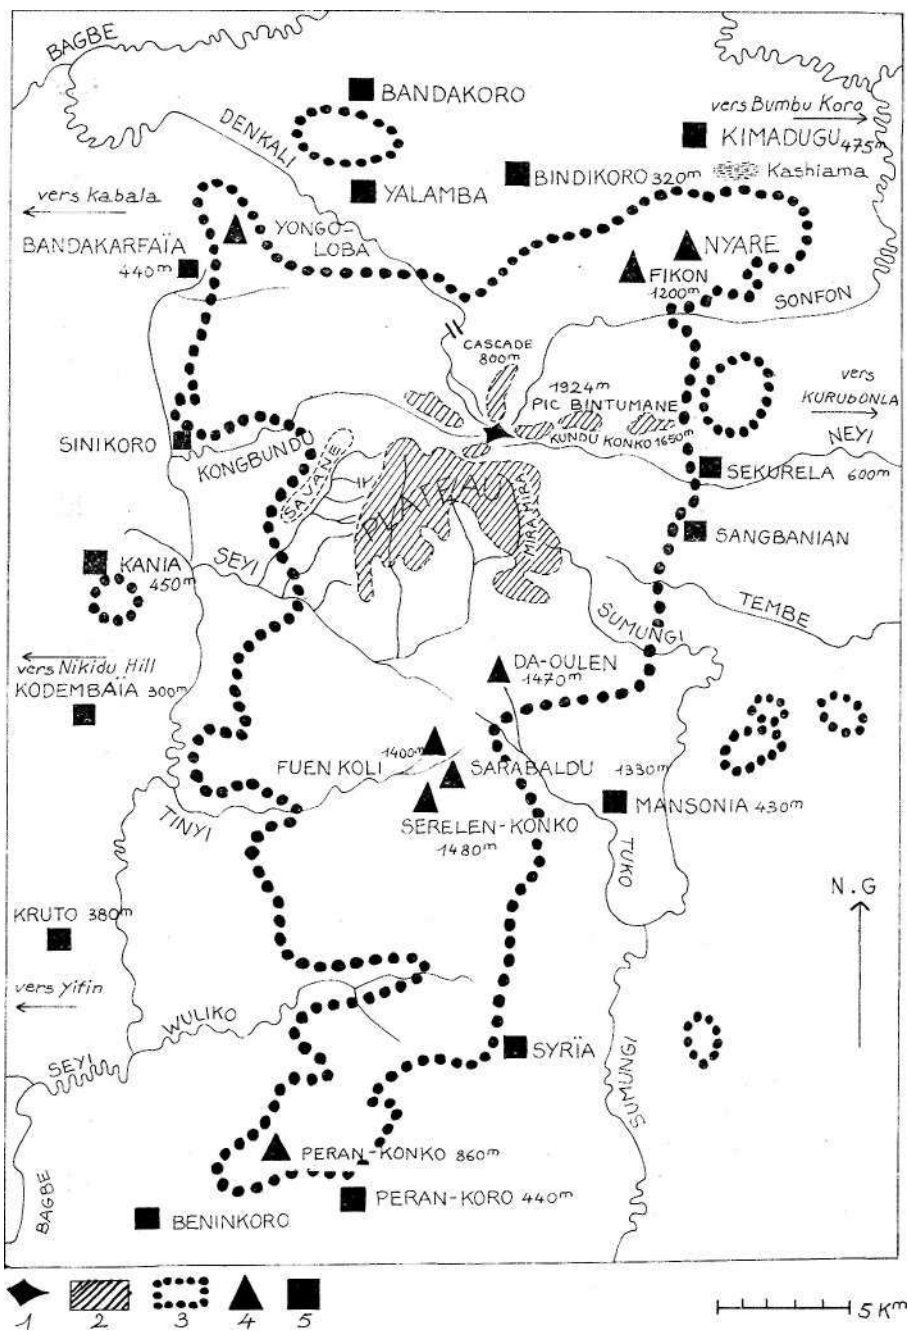 BAGBE
BANDAKORO
vers Bumbu Koro
DENKALI
KIMADUGU 475m
BINDIKORO 320m
Kashiama
YALAMBA
vers Kabala
YONGO-
LOBA
BANDAKARFAÏA
440m
NYARE
FIKON
1200m
SONFON
CASCADE
800m
1924m
PIC BINTUMANE
vers
KURUBONLA
KUNDU KONKO 1650m
NEYI
SINIKORO
KONGBUNDU
SAVANE
PLATEAU
MIRA MIRA
SEKURELA 600m
SANGBANIAN
SEYI
KANIA
450m
TEMBE
SUMUNGI
vers Nikidu Hill
KODEMBAÏA 300m
DA-OULEN
1470m
1400m
FUEN KOLI
SARABALDU
1330m
MANSONIA 430m
SERELEN-KONKO
1480m
TINYI
TUKO
N.G
KRUTO 380m
vers Yifin
WULIKO
SEYI
SYRÏA
SUMUNGI
PERAN-KONKO 860m
BAGBE
PERAN-KORO 440m
BENINKORO
1 2 3 4 5
5 Km